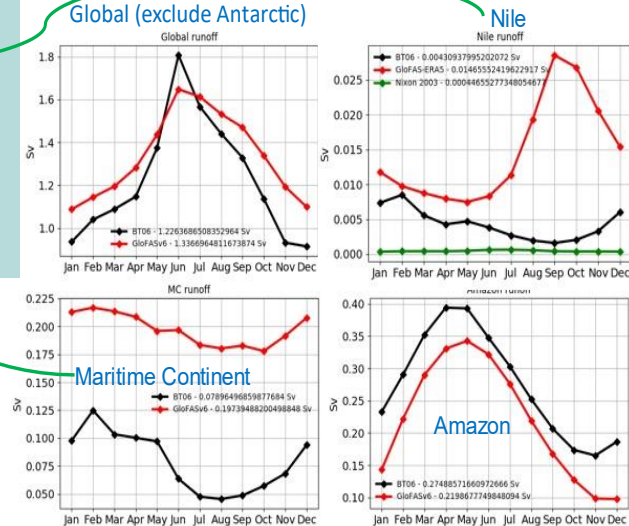 Global (exclude Antarctic)
Nile
Global runoff
1.8
1.6
1.4
1.2
1.0
Sv
BT06 - 1.2263686508352964 Sv
GloFASv6 - 1.3366964811673874 Sv
Jan Feb Mar Apr May Jun Jul Aug Sep Oct Nov Dec
Nile runoff
BT06 - 0.00430937995202072 Sv
GloFAS-ERA5 - 0.01465552419622917 Sv
Nixon 2003 - 0.0004465527734805467
0.025
0.020
0.015
0.010
0.005
0.000
Sv
Jan Feb Mar Apr May Jun Jul Aug Sep Oct Nov Dec
MC runoff
0.225
0.200
0.175
0.150
0.125
0.100
0.075
0.050
Sv
Maritime Continent
BT06 - 0.07896496859877684 Sv
GloFASv6 - 0.19739488200498848 Sv
Jan Feb Mar Apr May Jun Jul Aug Sep Oct Nov Dec
Amazon runoff
0.40
0.35
0.30
0.25
0.20
0.15
0.10
Sv
Amazon
BT06 - 0.27488571660972666 Sv
GloFASv6 - 0.2198677749848094 Sv
Jan Feb Mar Apr May Jun Jul Aug Sep Oct Nov Dec